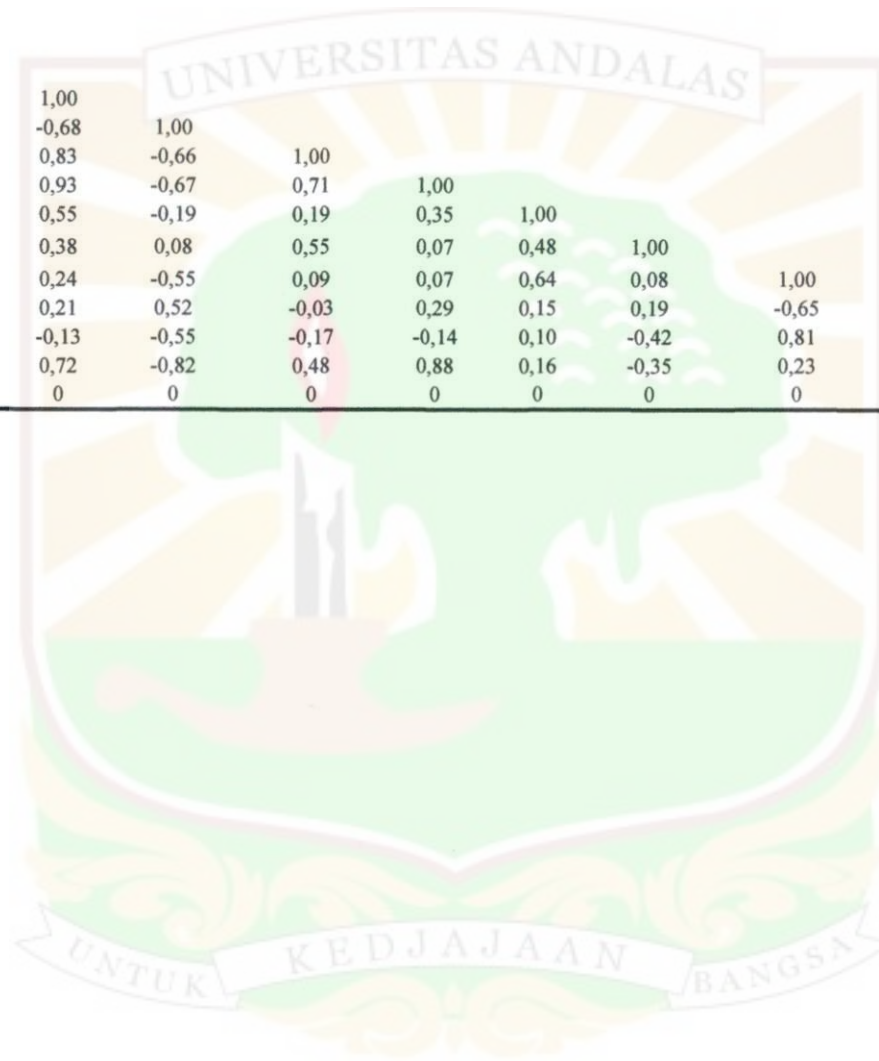 UNIVERSITAS ANDALAS
1,00
-0,68 1,00
0,83 -0,66 1,00
0,93 -0,67 0,71 1,00
0,55 -0,19 0,19 0,35 1,00
0,38 0,08 0,55 0,07 0,48 1,00
0,24 -0,55 0,09 0,07 0,64 0,08 1,00
0,21 0,52 -0,03 0,29 0,15 0,19 -0,65
-0,13 -0,55 -0,17 -0,14 0,10 -0,42 0,81
0,72 -0,82 0,48 0,88 0,16 -0,35 0,23
0 0 0 0 0 0 0
UNTUK KEDJAJAAN BANGSA